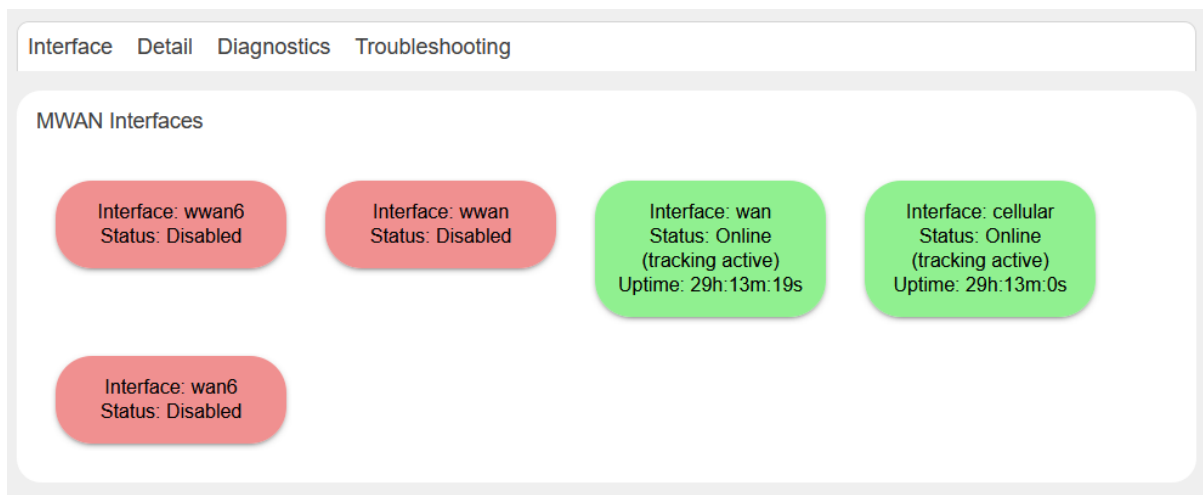 Interface Detail Diagnostics Troubleshooting
MWAN Interfaces
Interface: wwan6
Status: Disabled
Interface: wwan
Status: Disabled
Interface: wan
Status: Online
(tracking active)
Uptime: 29h:13m:19s
Interface: cellular
Status: Online
(tracking active)
Uptime: 29h:13m:0s
Interface: wan6
Status: Disabled